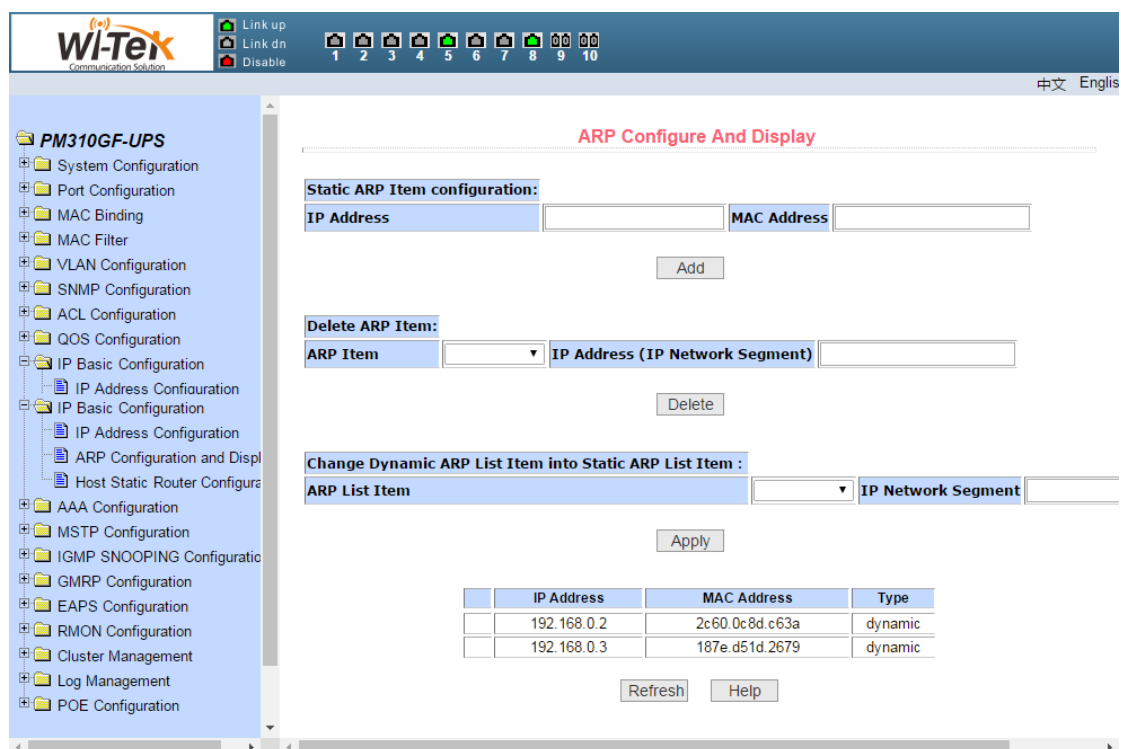 WI-TEK
Communication Solution
Link up
Link dn
Disable
1 2 3 4 5 6 7 8 9 10
中文 Englis
PM310GF-UPS
System Configuration
Port Configuration
MAC Binding
MAC Filter
VLAN Configuration
SNMP Configuration
ACL Configuration
QOS Configuration
IP Basic Configuration
IP Address Configuration
IP Basic Configuration
IP Address Configuration
ARP Configuration and Displ
Host Static Router Configura
AAA Configuration
MSTP Configuration
IGMP SNOOPING Configuratio
GMRP Configuration
EAPS Configuration
RMON Configuration
Cluster Management
Log Management
POE Configuration
ARP Configure And Display
Static ARP Item configuration:
IP Address MAC Address
Add
Delete ARP Item:
ARP Item IP Address (IP Network Segment)
Delete
Change Dynamic ARP List Item into Static ARP List Item :
ARP List Item IP Network Segment
Apply
IP Address MAC Address Type
192.168.0.2 2c60.0c8d.c63a dynamic
192.168.0.3 187e.d51d.2679 dynamic
Refresh Help